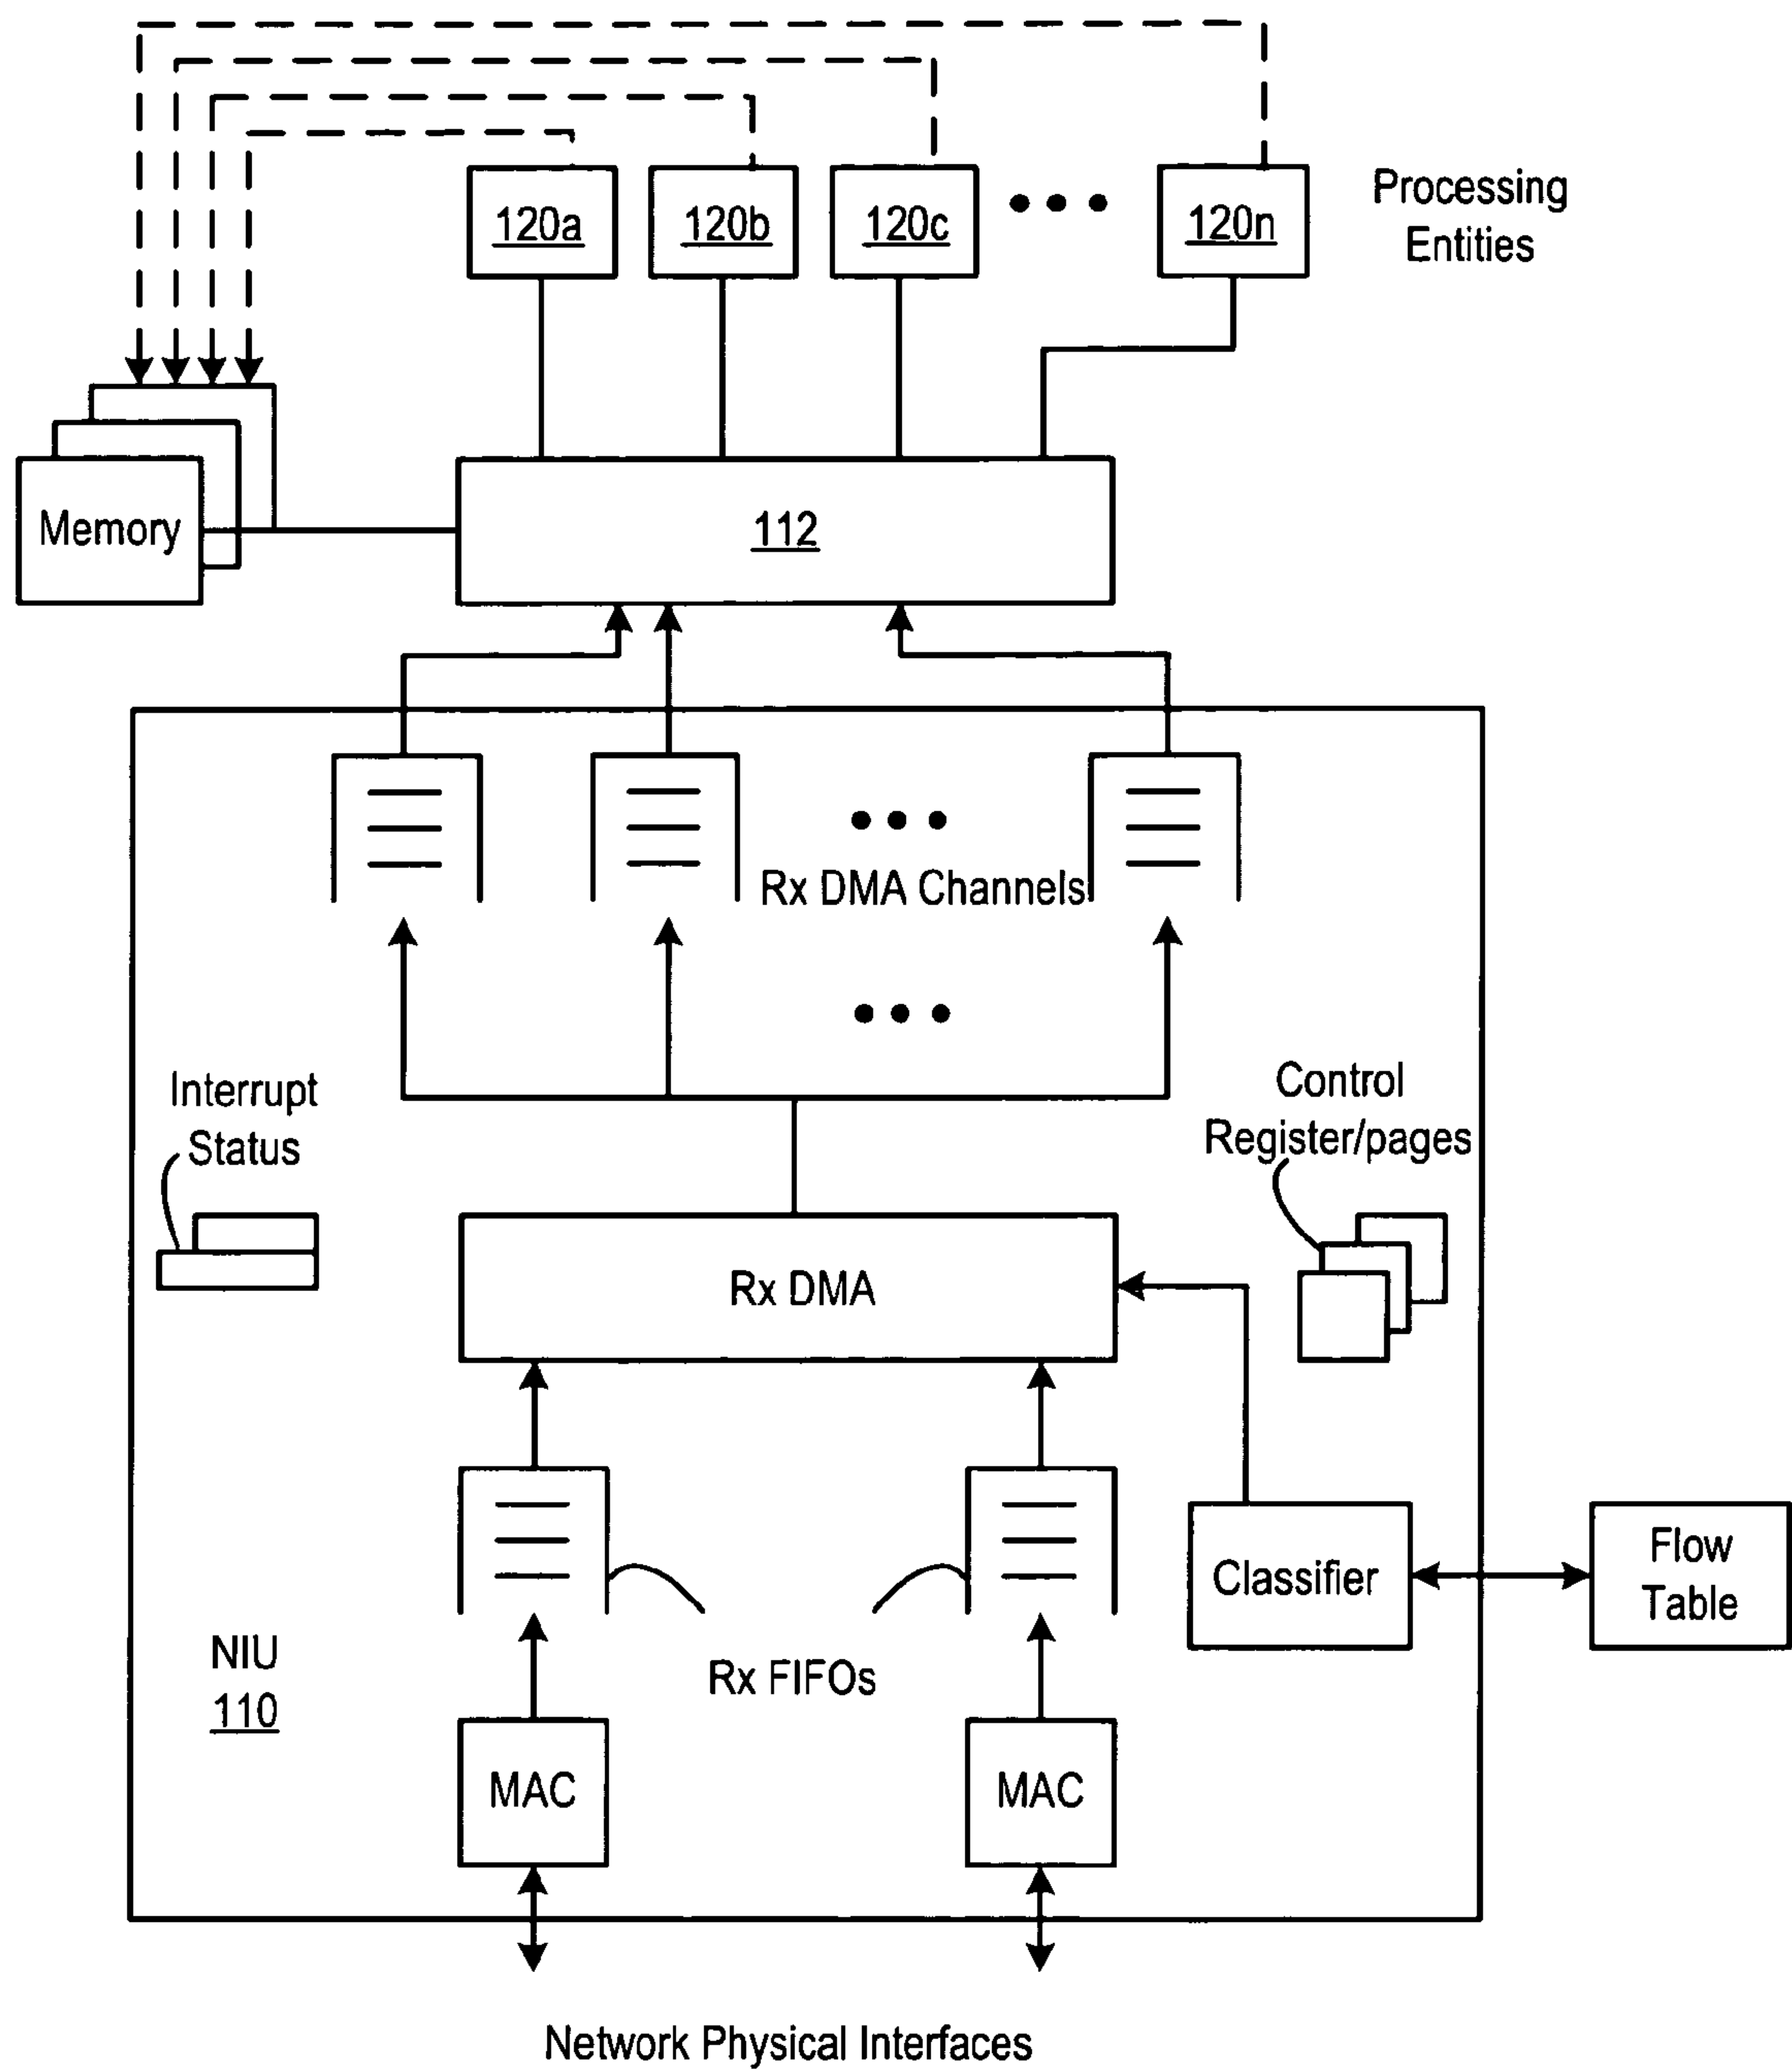 120a
120b
120c
120n
Processing
Entities
Memory
112
Rx DMA Channels
Interrupt
Status
Control
Register/pages
Rx DMA
Classifier
Flow
Table
NIU
110
Rx FIFOs
MAC
MAC
Network Physical Interfaces